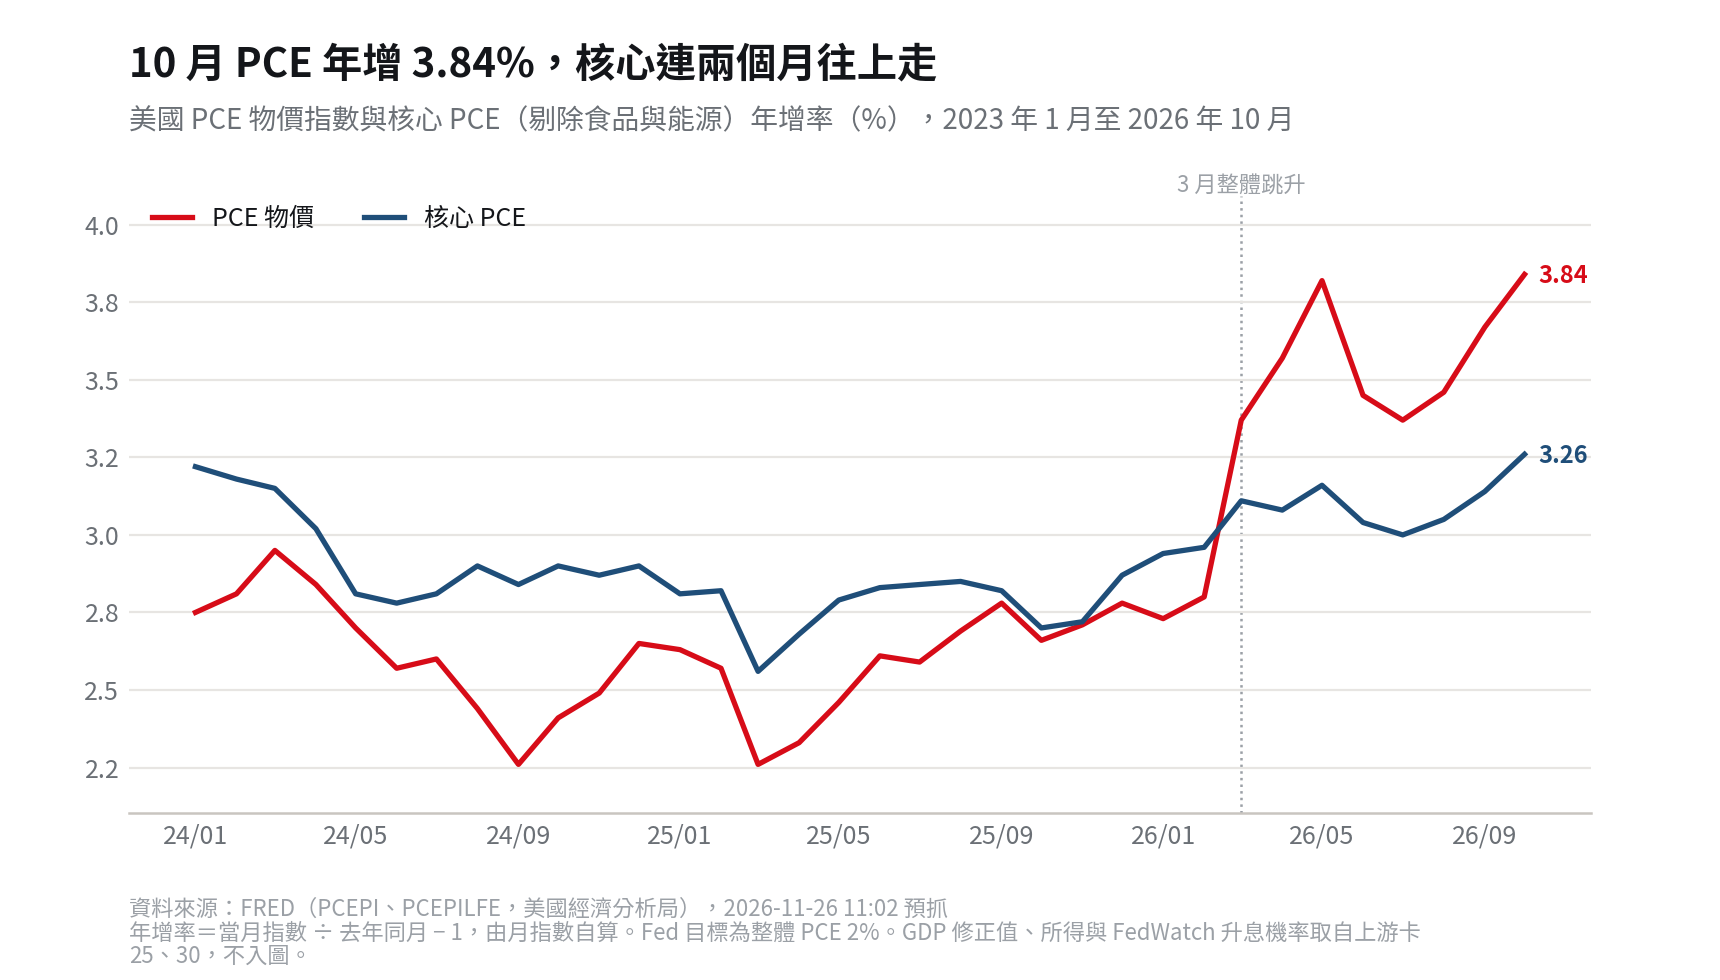 10 月 PCE 年增 3.84%，核心連兩個月往上走
美國 PCE 物價指數與核心 PCE（剔除食品與能源）年增率（%），2023 年 1 月至 2026 年 10 月
3 月整體跳升
PCE 物價
核心 PCE
4.0
3.8
3.5
3.2
3.0
2.8
2.5
2.2
3.84
3.26
24/01
24/05
24/09
25/01
25/05
25/09
26/01
26/05
26/09
資料來源：FRED（PCEPI、PCEPILFE，美國經濟分析局），2026-11-26 11:02 預抓
年增率＝當月指數 ÷ 去年同月 − 1，由月指數自算。Fed 目標為整體 PCE 2%。GDP 修正值、所得與 FedWatch 升息機率取自上游卡
25、30，不入圖。